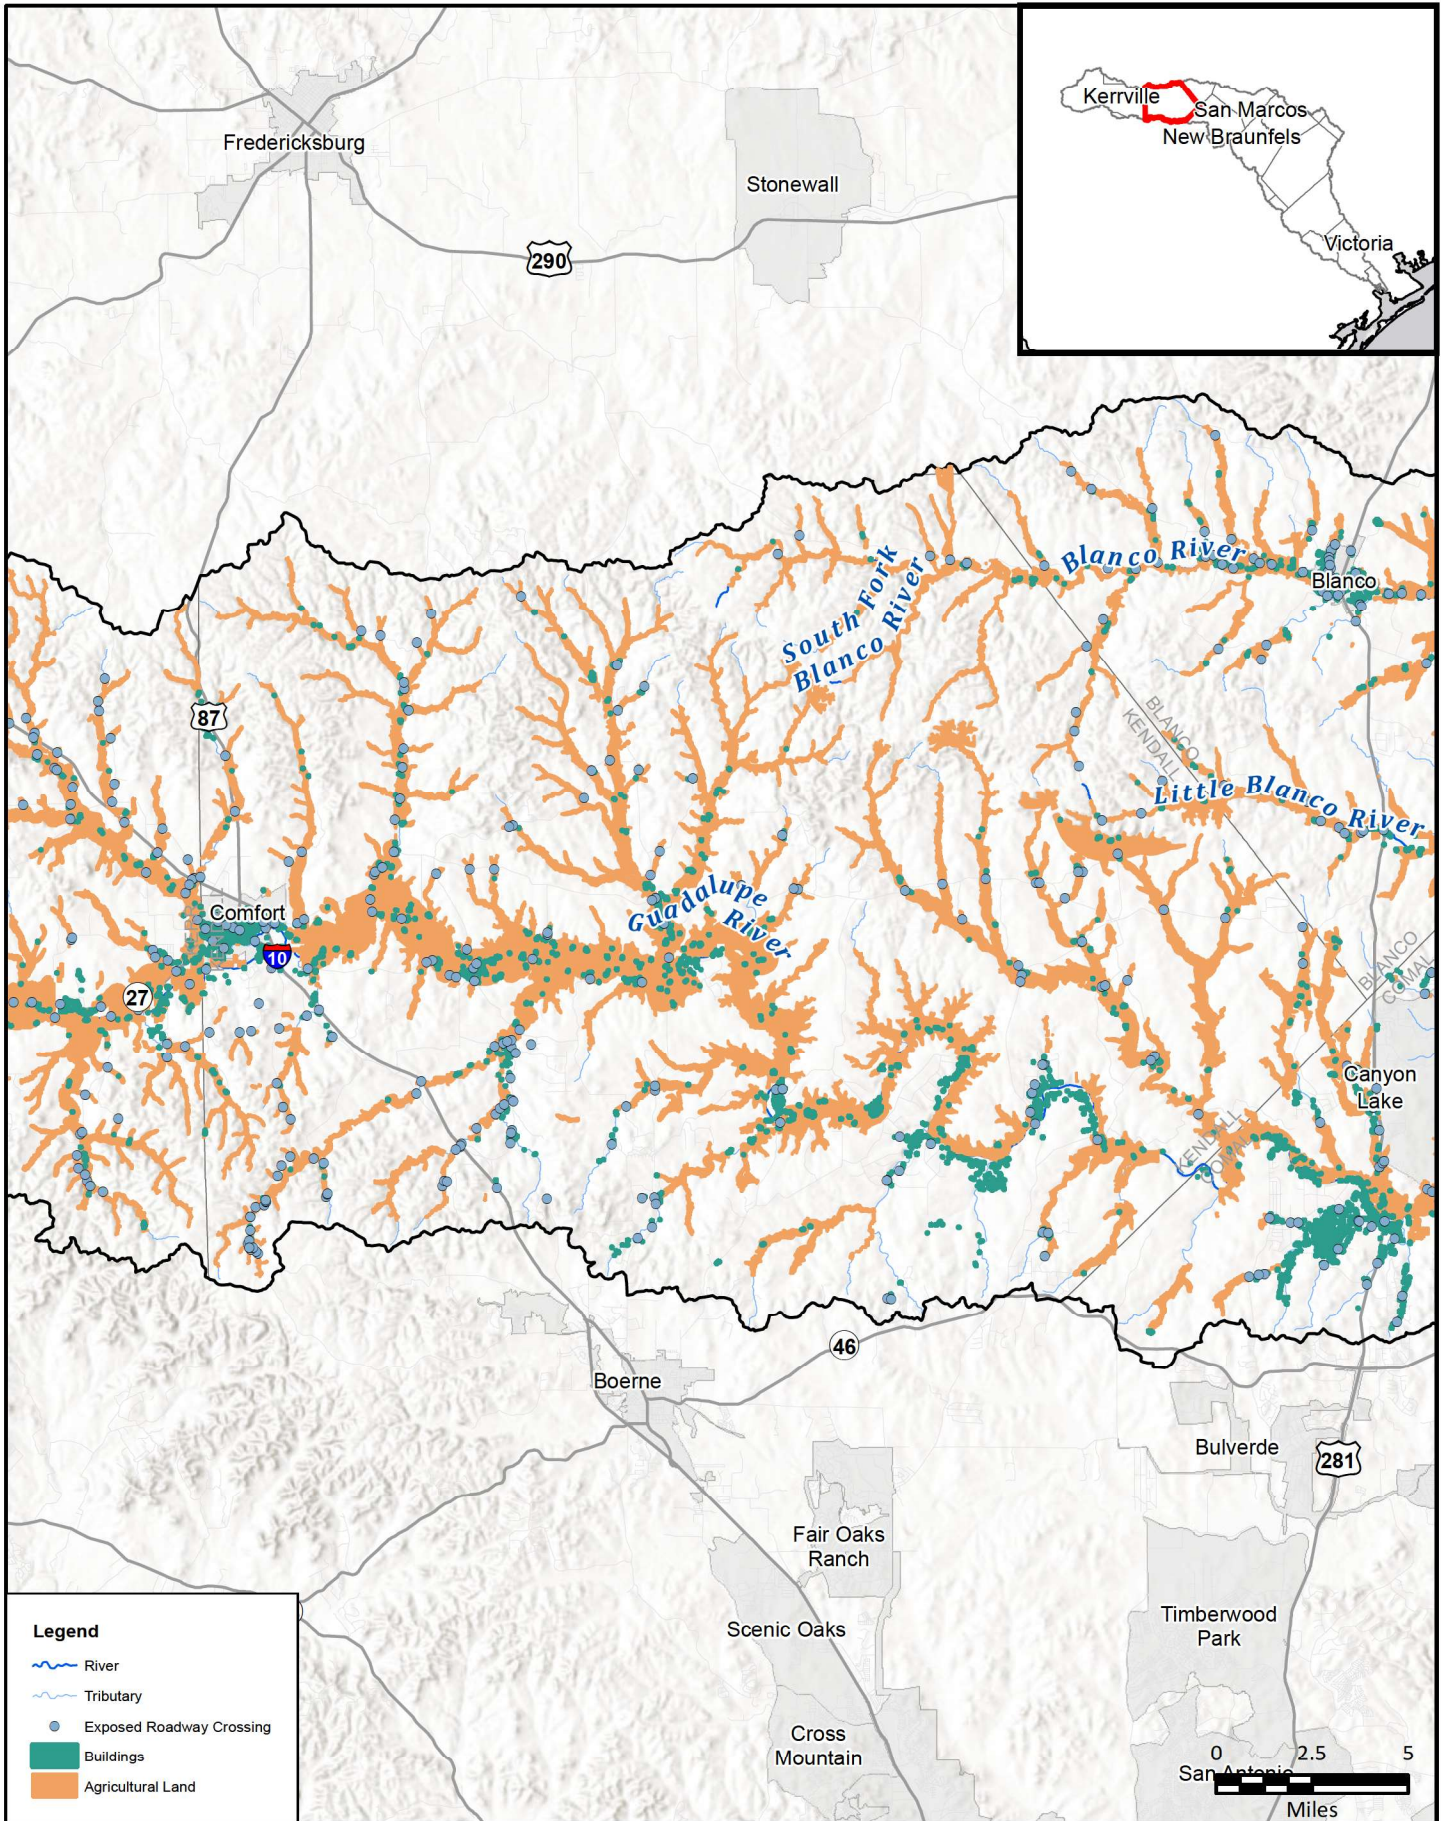 Kerrville
San Marcos
New Braunfels
Victoria
Fredericksburg
Stonewall
290
Blanco River
South Fork
Blanco River
Blanco
87
BLANCO
KENDALL
Little Blanco River
Guadalupe
River
Comfort
10
27
BLANCO
COMAL
Canyon
Lake
KENDALL
COMAL
46
Boerne
Bulverde
281
Fair Oaks
Ranch
Scenic Oaks
Timberwood
Park
Cross
Mountain
San Antonio
0 2.5 5
Miles
Legend
River
Tributary
Exposed Roadway Crossing
Buildings
Agricultural Land